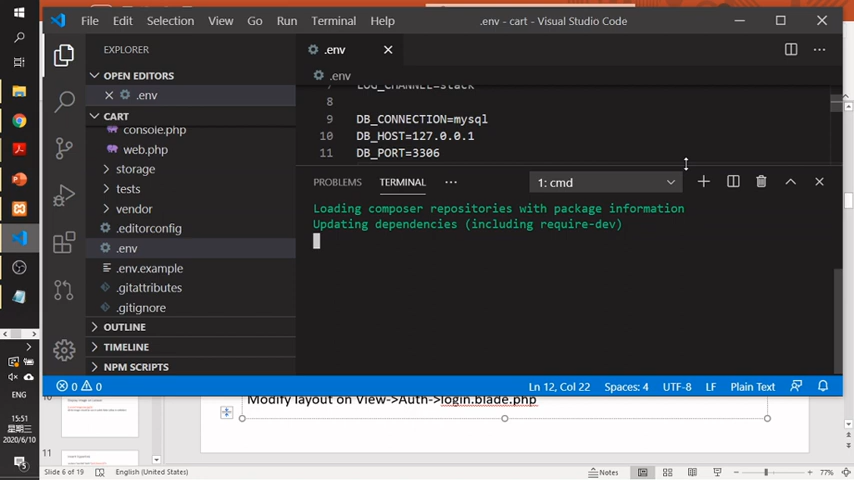 File Edit Selection View Go Run Terminal Help
.env - cart - Visual Studio Code
EXPLORER
OPEN EDITORS
.env
CART
console.php
web.php
storage
tests
vendor
.editorconfig
.env
.env.example
.gitattributes
.gitignore
OUTLINE
TIMELINE
NPM SCRIPTS
.env
.env
7 LOG_CHANNEL=stack
8
9 DB_CONNECTION=mysql
10 DB_HOST=127.0.0.1
11 DB_PORT=3306
PROBLEMS TERMINAL ... 1: cmd
Loading composer repositories with package information
Updating dependencies (including require-dev)
0 0 Ln 12, Col 22 Spaces: 4 UTF-8 LF Plain Text
Modify layout on View->Auth->login.blade.php
10
11
ENG
15:51
2020/6/10
Slide 6 of 19 English (United States) Notes 77%